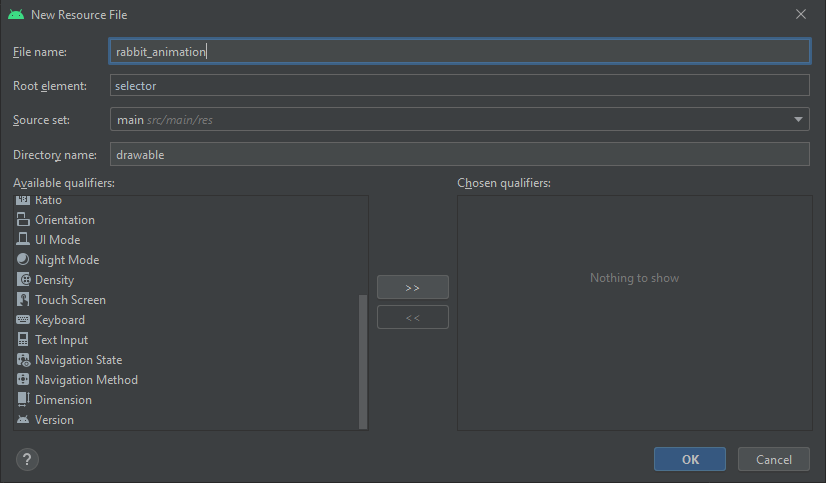 New Resource File
File name:
rabbit_animation
Root element:
selector
Source set:
main src/main/res
Directory name:
drawable
Available qualifiers:
Ratio
Orientation
UI Mode
Night Mode
Density
Touch Screen
Keyboard
Text Input
Navigation State
Navigation Method
Dimension
Version
>>
<<
Chosen qualifiers:
Nothing to show
?
OK
Cancel